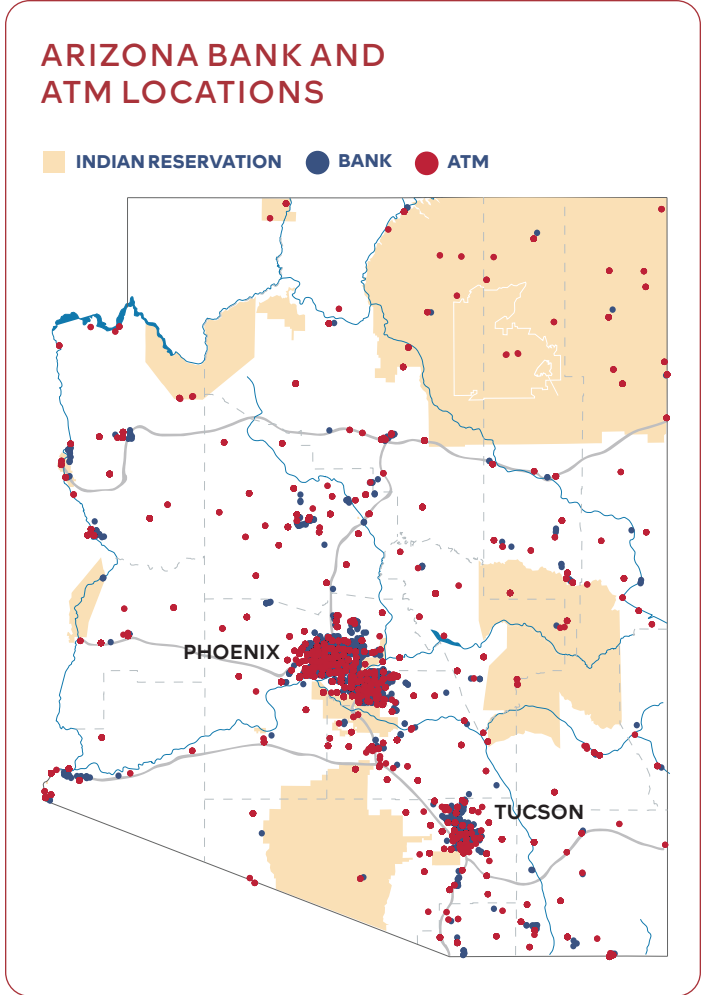 ARIZONA BANK AND
ATM LOCATIONS
INDIAN RESERVATION BANK ATM
PHOENIX
TUCSON